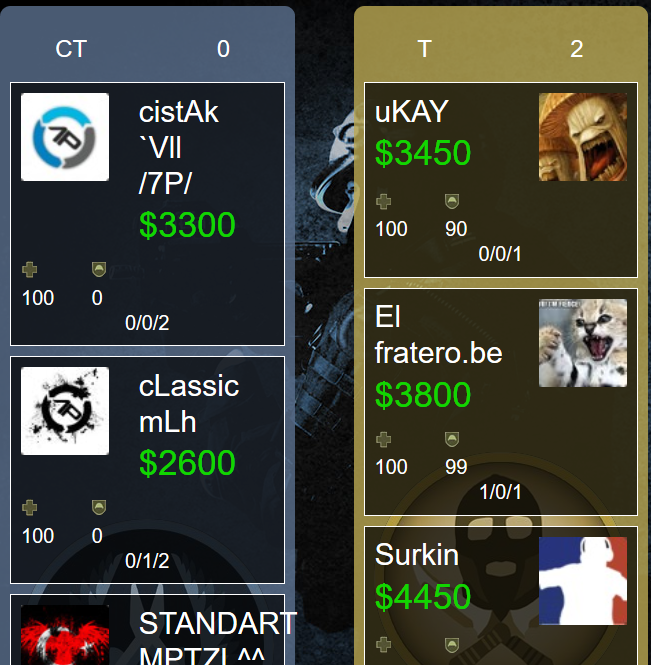 CT 0
cistAk
`Vll
/7P/
$3300
100 0
0/0/2
cLassic
mLh
$2600
100 0
0/1/2
STANDART
MPTZL^^
T 2
uKAY
$3450
100 90
0/0/1
El
fratero.be
$3800
100 99
1/0/1
Surkin
$4450